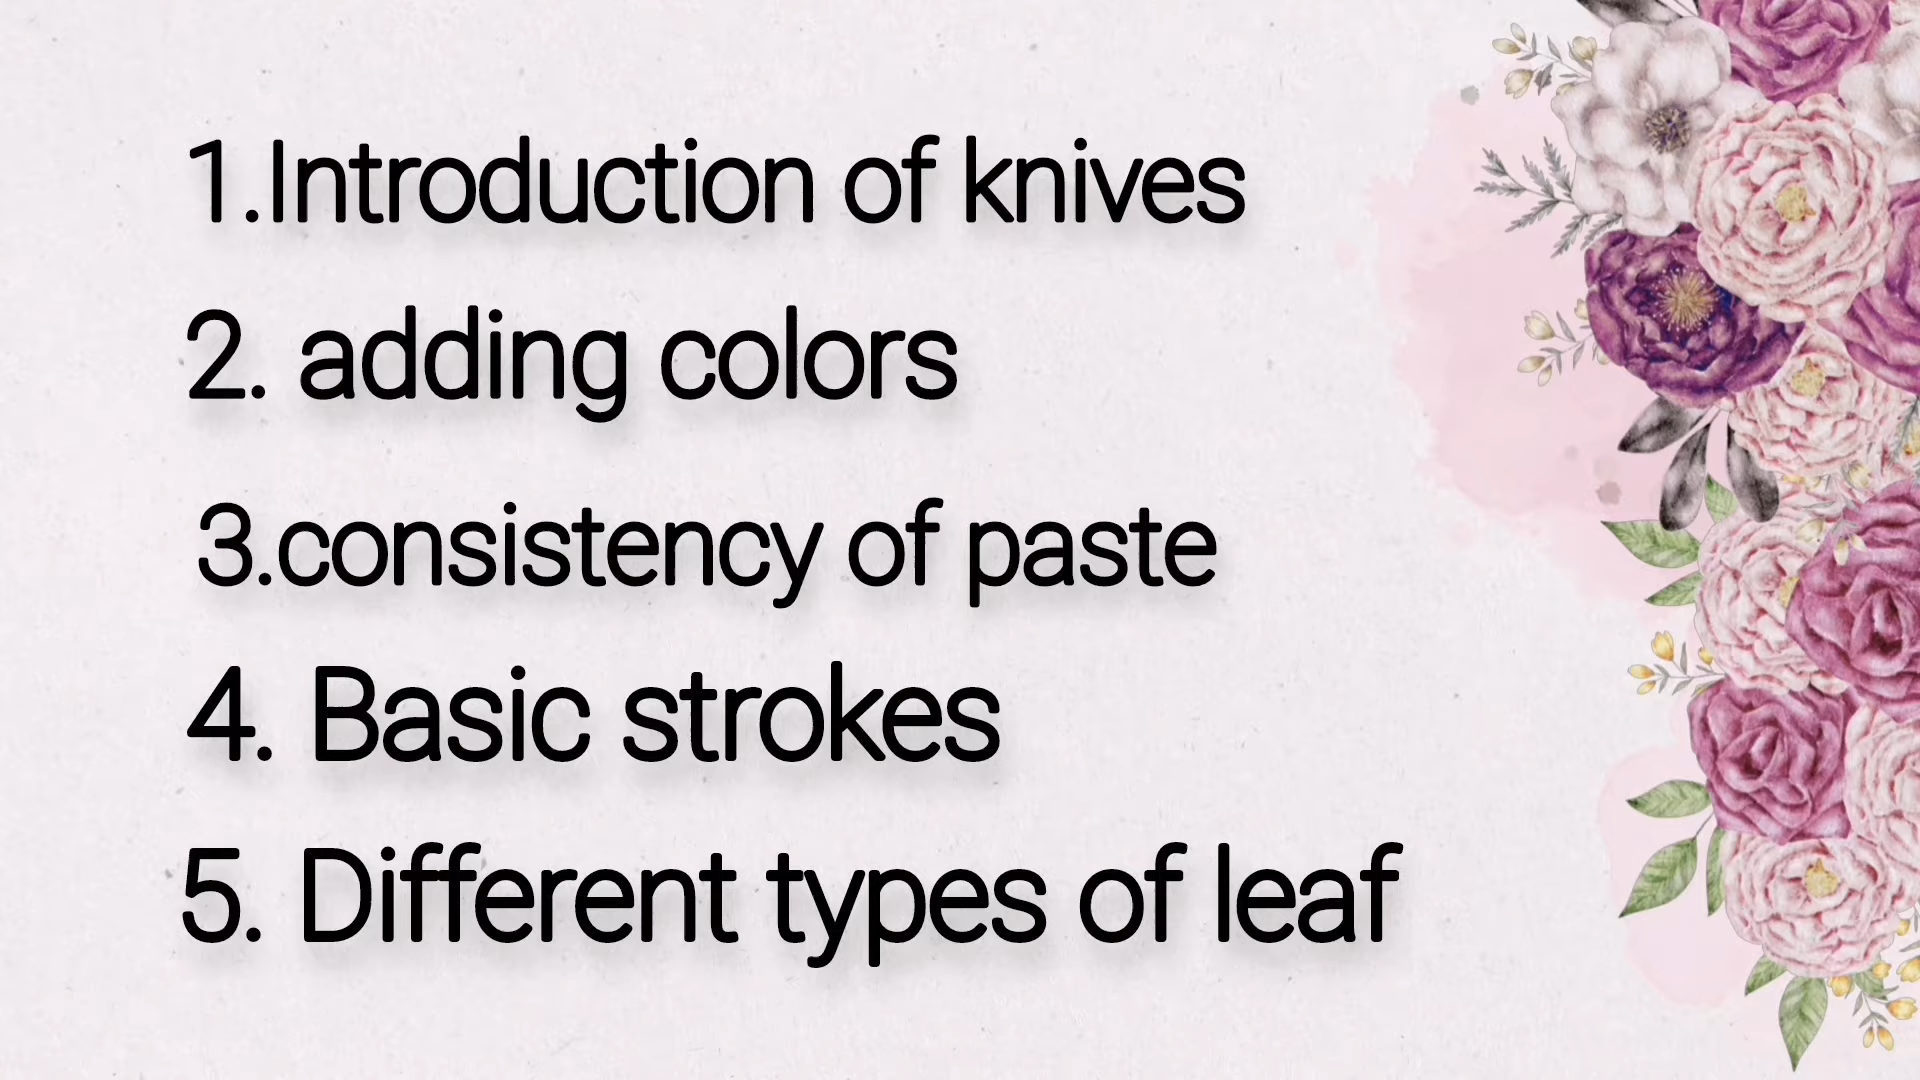 1.Introduction of knives
2. adding colors
3.consistency of paste
4. Basic strokes
5. Different types of leaf